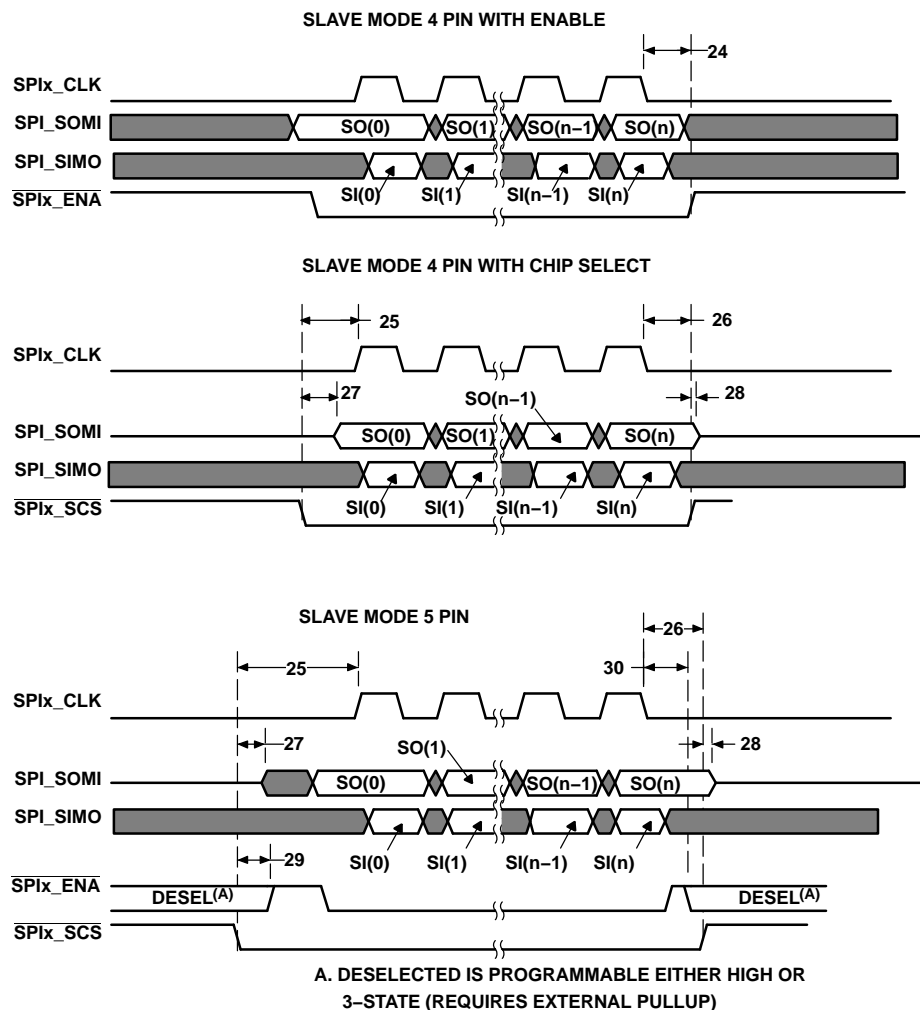 SLAVE MODE 4 PIN WITH ENABLE
24
SPIx_CLK
SPI_SOMI
SO(0)
SO(1)
SO(n−1
SO(n)
SPI_SIMO
SI(0)
SI(1)
SI(n−1)
SI(n)
SPIx_ENA
SLAVE MODE 4 PIN WITH CHIP SELECT
25
26
SPIx_CLK
27
SO(n−1)
28
SPI_SOMI
SO(0)
SO(1)
SO(n)
SPI_SIMO
SI(0)
SI(1)
SI(n−1)
SI(n)
SPIx_SCS
SLAVE MODE 5 PIN
26
25
30
SPIx_CLK
27
SO(1)
28
SPI_SOMI
SO(0)
SO(n−1)
SO(n)
SPI_SIMO
SI(0)
SI(1)
SI(n−1)
SI(n)
29
SPIx_ENA
DESEL(A)
DESEL(A)
SPIx_SCS
A. DESELECTED IS PROGRAMMABLE EITHER HIGH OR
3−STATE (REQUIRES EXTERNAL PULLUP)